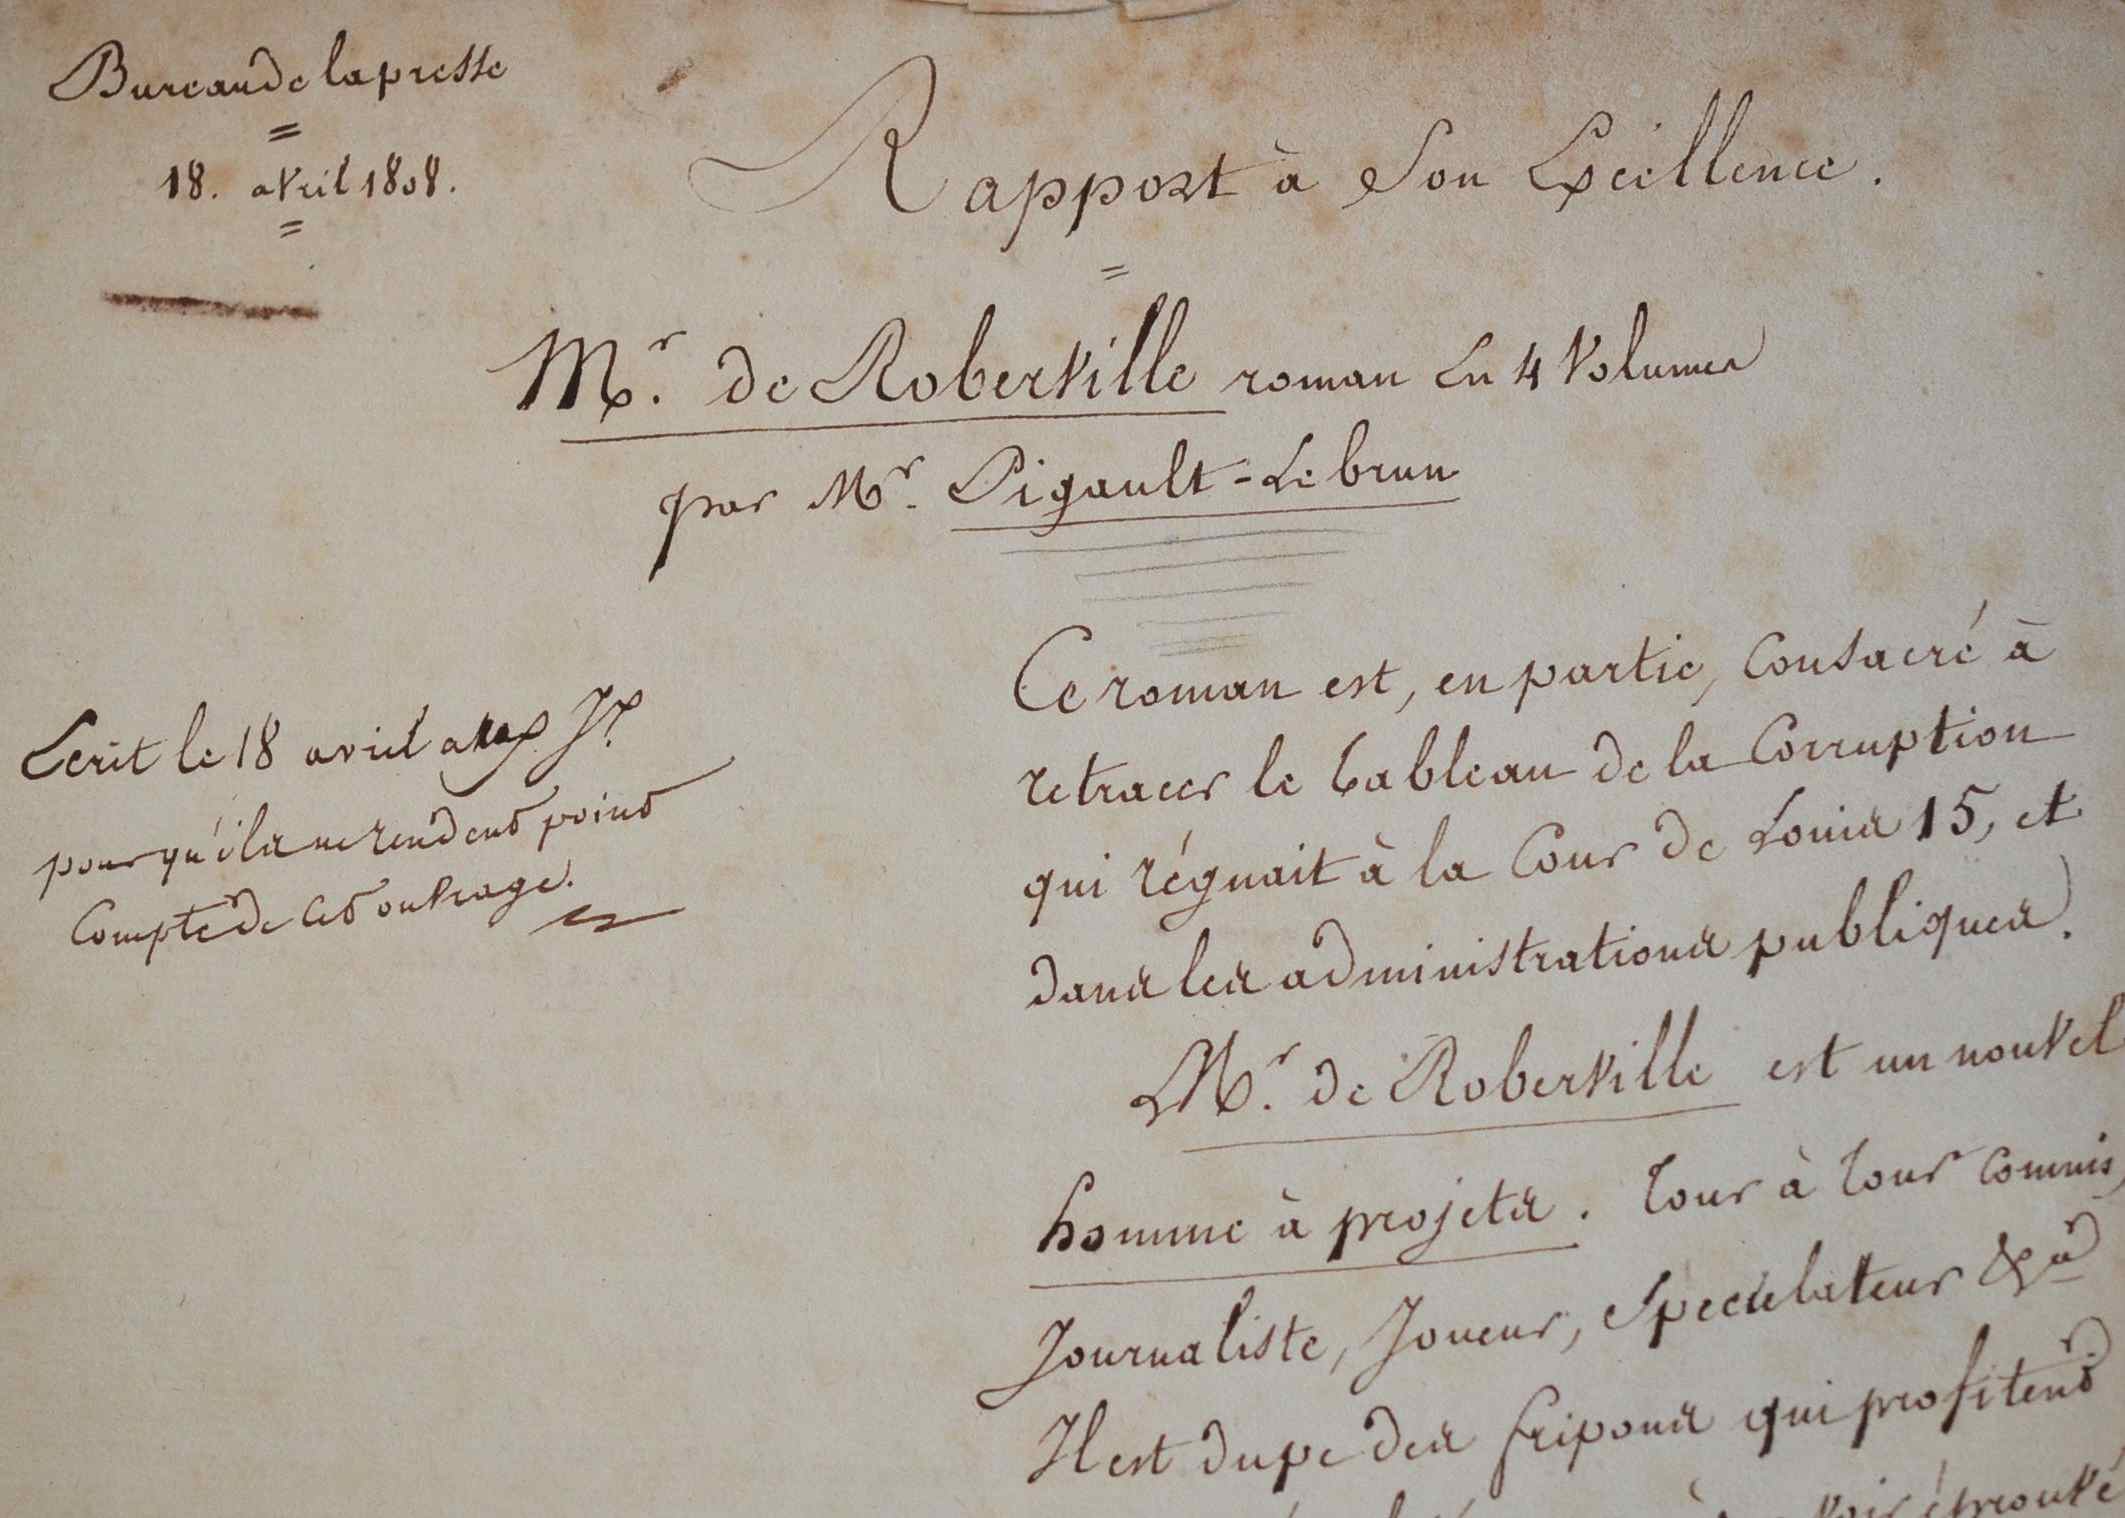 Bureau de la presse
=
18. avril 1808.
=
Rapport à Son Excellence.
=
Mr. de Roberville roman en 4 Volumes
par Mr. Pigault-Lebrun
Ecrit le 18 avril aux Jx.
pour qu'ils ne rendent point
Compte de cet ouvrage.
Ce roman est, en partie, Consacré à
retracer le tableau de la Corruption
qui régnait à la Cour de Louis 15, et
dans les administrations publiques.
Mr. de Roberville est un nouvel
homme à projets. Tour à tour Commis,
Journaliste, Joueur, Speculateur &a
Il est dupe des fripons qui profitent
éprouvé